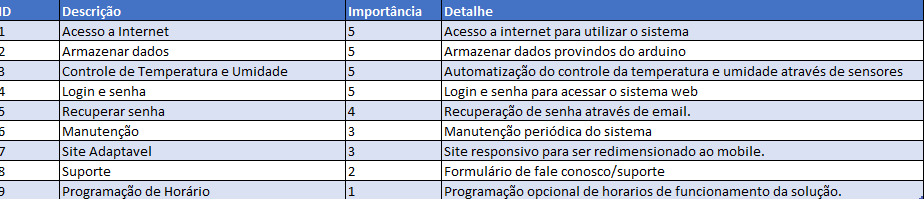 ID Descrição Importância Detalhe
1 Acesso a Internet 5 Acesso a internet para utilizar o sistema
2 Armazenar dados 5 Armazenar dados provindos do arduino
3 Controle de Temperatura e Umidade 5 Automatização do controle da temperatura e umidade através de sensores
4 Login e senha 5 Login e senha para acessar o sistema web
5 Recuperar senha 4 Recuperação de senha através de email.
6 Manutenção 3 Manutenção periódica do sistema
7 Site Adaptavel 3 Site responsivo para ser redimensionado ao mobile.
8 Suporte 2 Formulário de fale conosco/suporte
9 Programação de Horário 1 Programação opcional de horarios de funcionamento da solução.